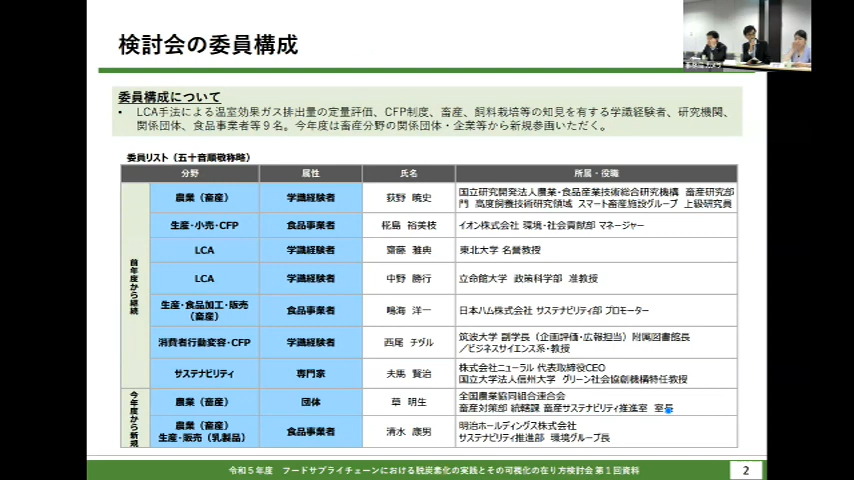 検討会の委員構成
委員構成について
• LCA手法による温室効果ガス排出量の定量評価、CFP制度、畜産、飼料栽培等の知見を有する学識経験者、研究機関、
関係団体、食品事業者等９名。今年度は畜産分野の関係団体・企業等から新規参画いただく。
委員リスト（五十音順敬称略）
分野 属性 氏名 所属・役職
前年度から継続
農業（畜産） 学識経験者 荻野 暁史 国立研究開発法人農業・食品産業技術総合研究機構 畜産研究部
門 高度飼養技術研究領域 スマート畜産施設グループ 上級研究員
生産・小売・CFP 食品事業者 椛島 裕美枝 イオン株式会社 環境・社会貢献部 マネージャー
LCA 学識経験者 齋藤 雅典 東北大学 名誉教授
LCA 学識経験者 中野 勝行 立命館大学 政策科学部 准教授
生産・食品加工・販売
（畜産） 食品事業者 鳴海 洋一 日本ハム株式会社 サステナビリティ部 プロモーター
消費者行動変容・CFP 学識経験者 西尾 チヅル 筑波大学 副学長（企画評価・広報担当）附属図書館長
／ビジネスサイエンス系・教授
サステナビリティ 専門家 夫馬 賢治 株式会社ニューラル 代表取締役CEO
国立大学法人信州大学 グリーン社会協創機構特任教授
今年度から新規
農業（畜産） 団体 草 明生 全国農業協同組合連合会
畜産対策部 統轄課 畜産サステナビリティ推進室 室長
農業（畜産）
生産・販売（乳製品） 食品事業者 清水 康男 明治ホールディングス株式会社
サステナビリティ推進部 環境グループ長
令和５年度 フードサプライチェーンにおける脱炭素化の実践とその可視化の在り方検討会 第１回資料
2